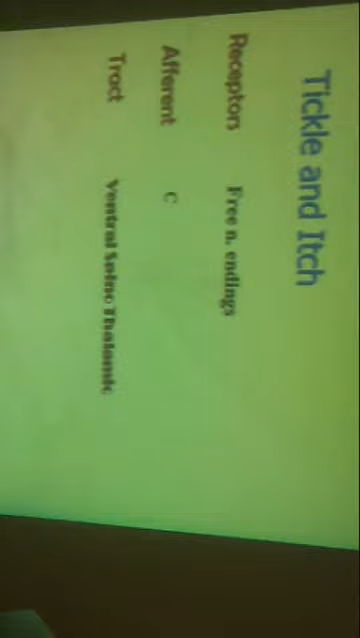 Tickle and Itch
Receptors Free n. endings
Afferent C
Tract Ventral Spino Thalamic